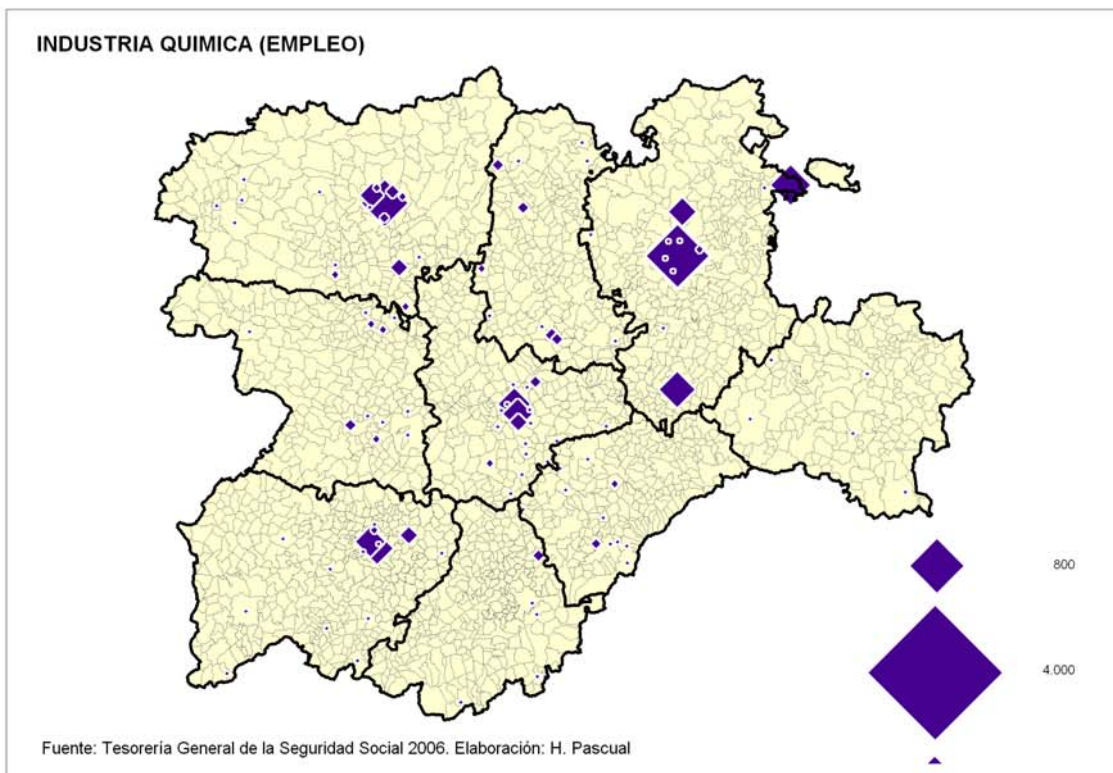 INDUSTRIA QUIMICA (EMPLEO)
800
4.000
Fuente: Tesorería General de la Seguridad Social 2006. Elaboración: H. Pascual